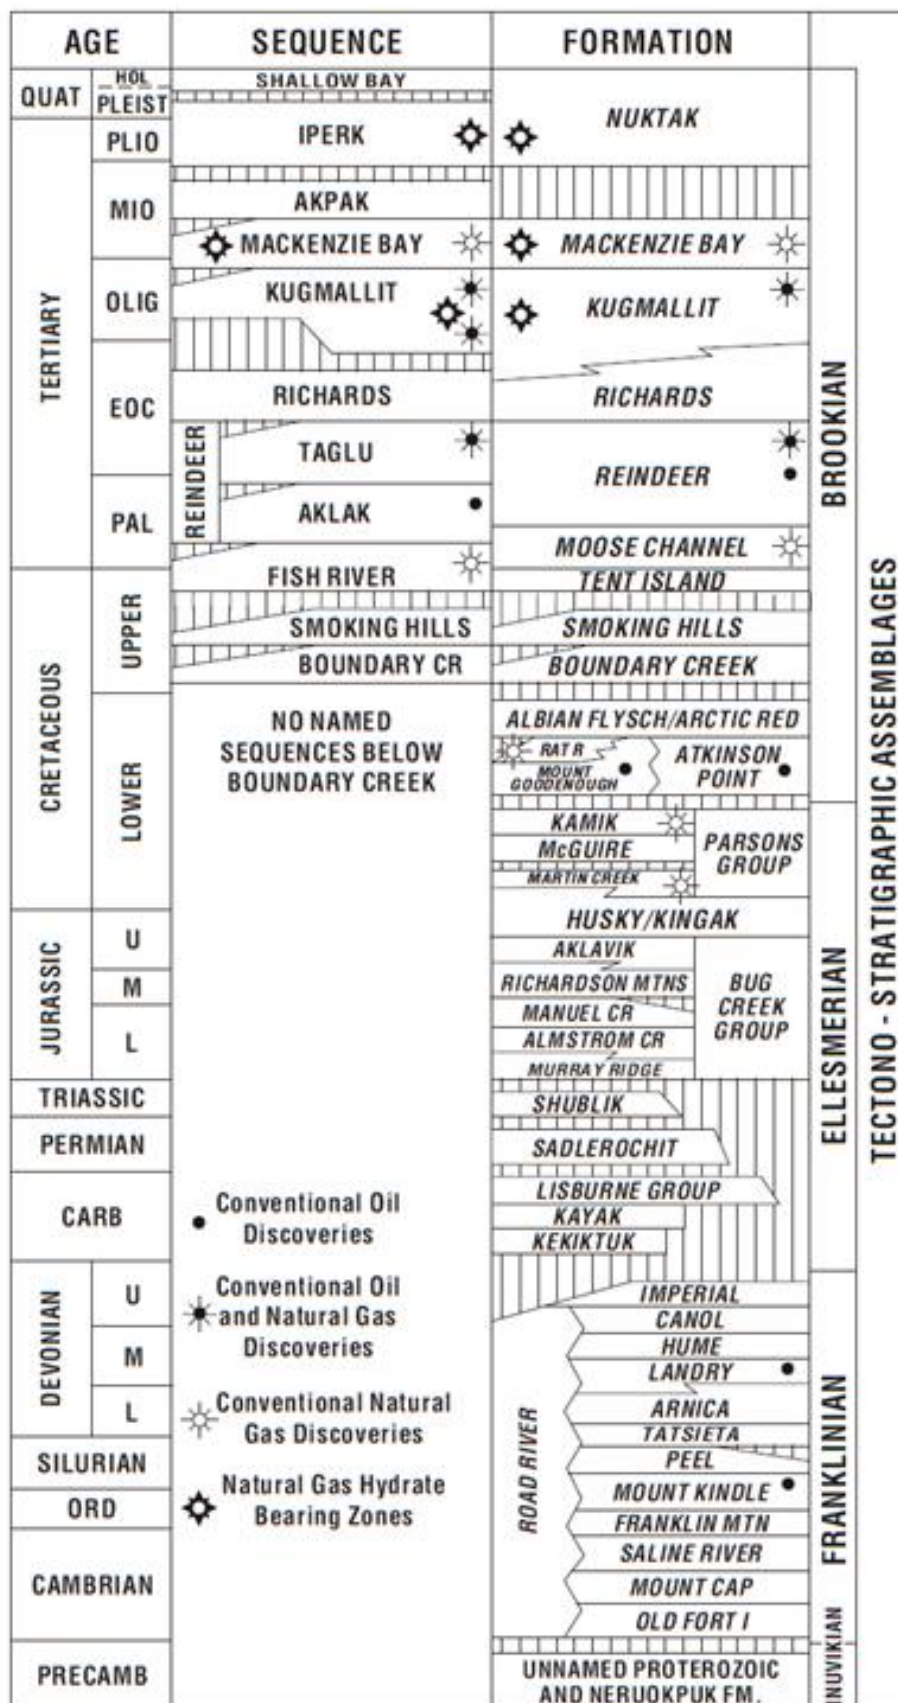 AGE
SEQUENCE
FORMATION
QUAT
HOL
PLEIST
TERTIARY
PLIO
MIO
OLIG
EOC
PAL
CRETACEOUS
UPPER
LOWER
JURASSIC
U
M
L
TRIASSIC
PERMIAN
CARB
DEVONIAN
U
M
L
SILURIAN
ORD
CAMBRIAN
PRECAMB
SHALLOW BAY
IPERK
AKPAK
MACKENZIE BAY
KUGMALLIT
RICHARDS
REINDEER
TAGLU
AKLAK
FISH RIVER
SMOKING HILLS
BOUNDARY CR
NO NAMED
SEQUENCES BELOW
BOUNDARY CREEK
Conventional Oil
Discoveries
Conventional Oil
and Natural Gas
Discoveries
Conventional Natural
Gas Discoveries
Natural Gas Hydrate
Bearing Zones
NUKTAK
MACKENZIE BAY
KUGMALLIT
RICHARDS
REINDEER
MOOSE CHANNEL
TENT ISLAND
SMOKING HILLS
BOUNDARY CREEK
ALBIAN FLYSCH/ARCTIC RED
RAT R
MOUNT
GOODENOUGH
ATKINSON
POINT
KAMIK
McGUIRE
MARTIN CREEK
PARSONS
GROUP
HUSKY/KINGAK
AKLAVIK
RICHARDSON MTNS
MANUEL CR
ALMSTROM CR
MURRAY RIDGE
BUG
CREEK
GROUP
SHUBLIK
SADLEROCHIT
LISBURNE GROUP
KAYAK
KEKIKTUK
IMPERIAL
CANOL
HUME
LANDRY
ARNICA
TATSIETA
PEEL
MOUNT KINDLE
FRANKLIN MTN
SALINE RIVER
MOUNT CAP
OLD FORT I
ROAD RIVER
UNNAMED PROTEROZOIC
AND NERUOKPUK FM.
BROOKIAN
ELLESMERIAN
FRANKLINIAN
INUVIKIAN
TECTONO - STRATIGRAPHIC ASSEMBLAGES